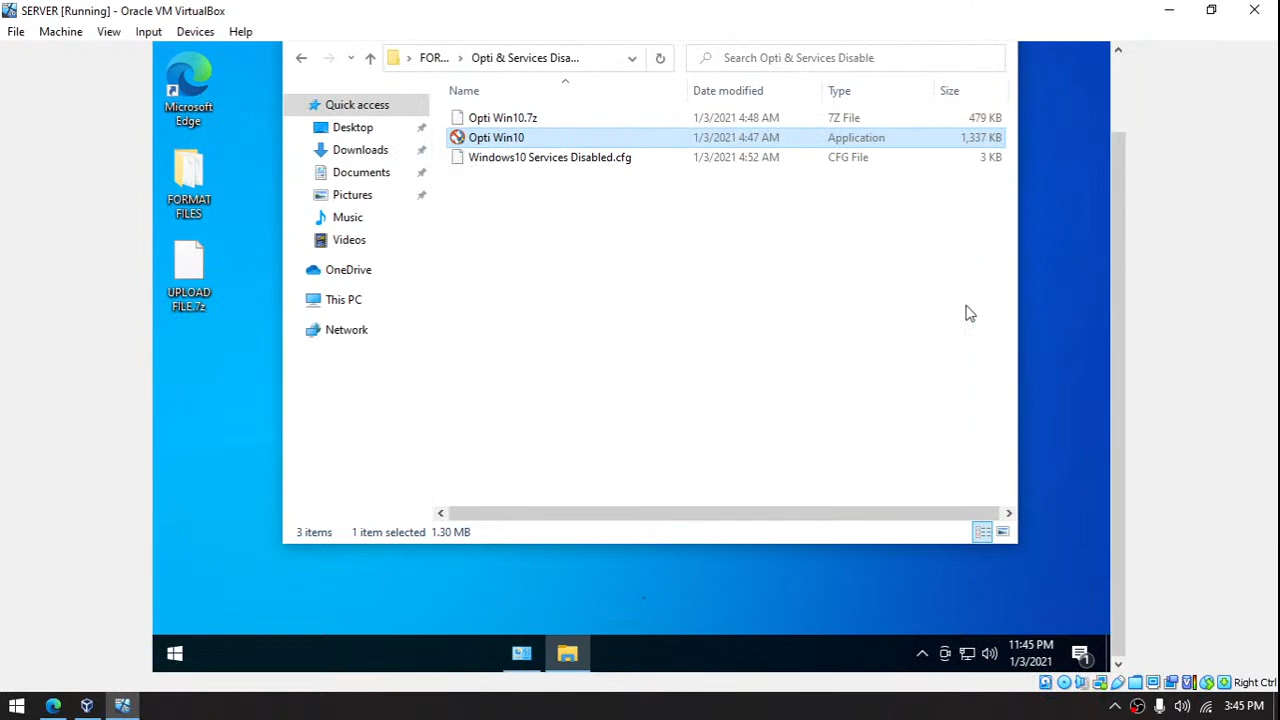 SERVER [Running] - Oracle VM VirtualBox
File Machine View Input Devices Help
Microsoft
Edge
FORMAT
FILES
UPLOAD
FILE.7z
FOR... Opti & Services Disa... Search Opti & Services Disable
Name Date modified Type Size
Quick access
Desktop
Downloads
Documents
Pictures
Music
Videos
OneDrive
This PC
Network
Opti Win10.7z 1/3/2021 4:48 AM 7Z File 479 KB
Opti Win10 1/3/2021 4:47 AM Application 1,337 KB
Windows10 Services Disabled.cfg 1/3/2021 4:52 AM CFG File 3 KB
3 items 1 item selected 1.30 MB
11:45 PM
1/3/2021
1
Right Ctrl
3:45 PM